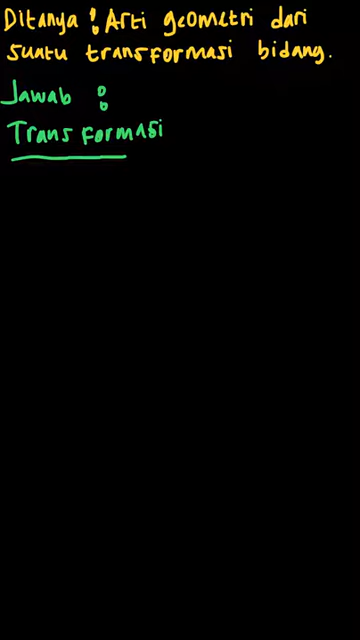 Ditanya : Arti geometri dari
suatu transformasi bidang.
Jawab :
Transformasi